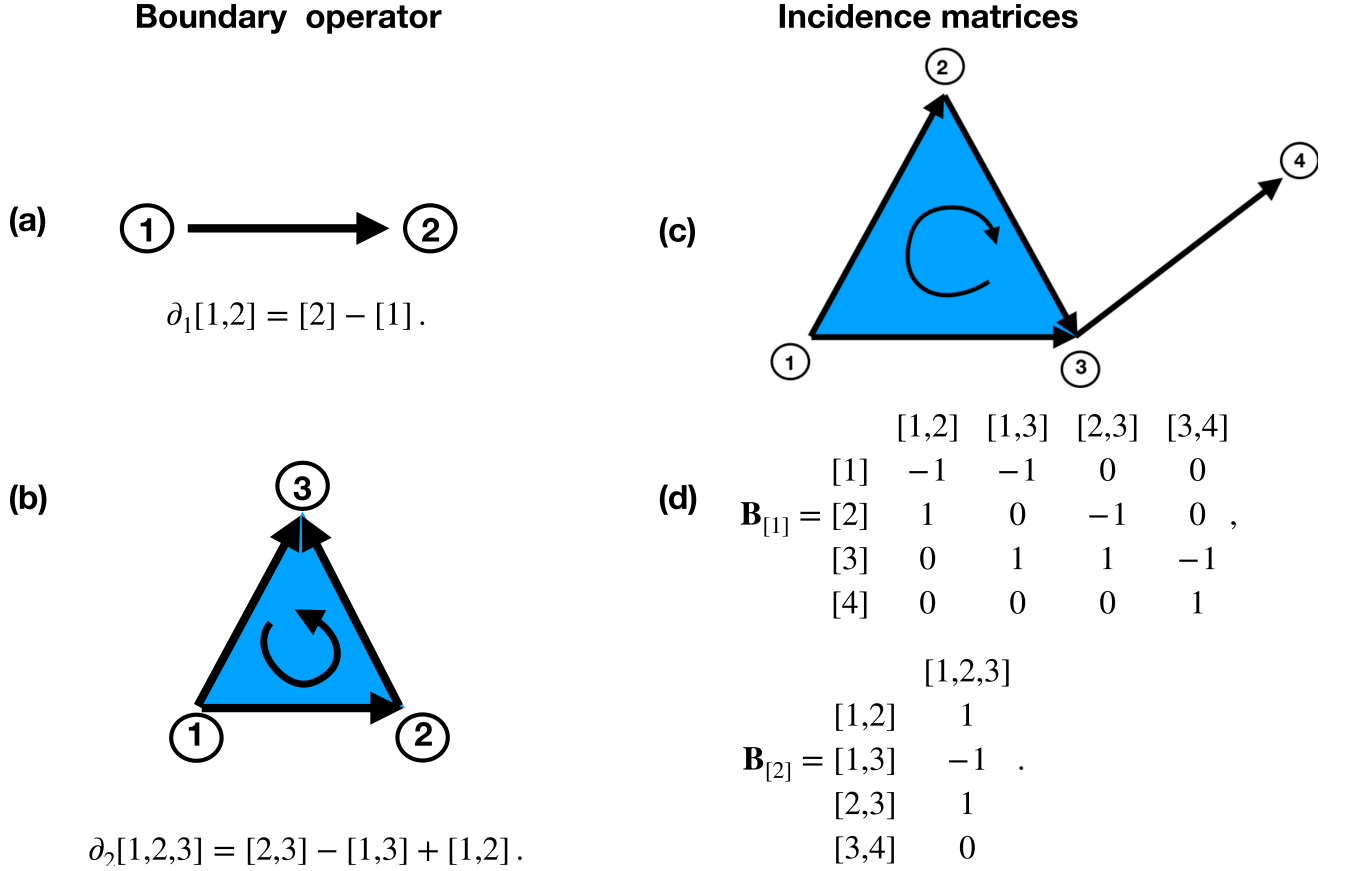 Boundary operator
(a)
1
2
∂₁[1,2] = [2] − [1] .
(b)
3
1
2
∂₂[1,2,3] = [2,3] − [1,3] + [1,2] .
Incidence matrices
(c)
2
4
1
3
(d)
[1,2] [1,3] [2,3] [3,4]
[1] −1 −1 0 0
B[1] = [2] 1 0 −1 0 ,
[3] 0 1 1 −1
[4] 0 0 0 1
[1,2,3]
[1,2] 1
B[2] = [1,3] −1 .
[2,3] 1
[3,4] 0